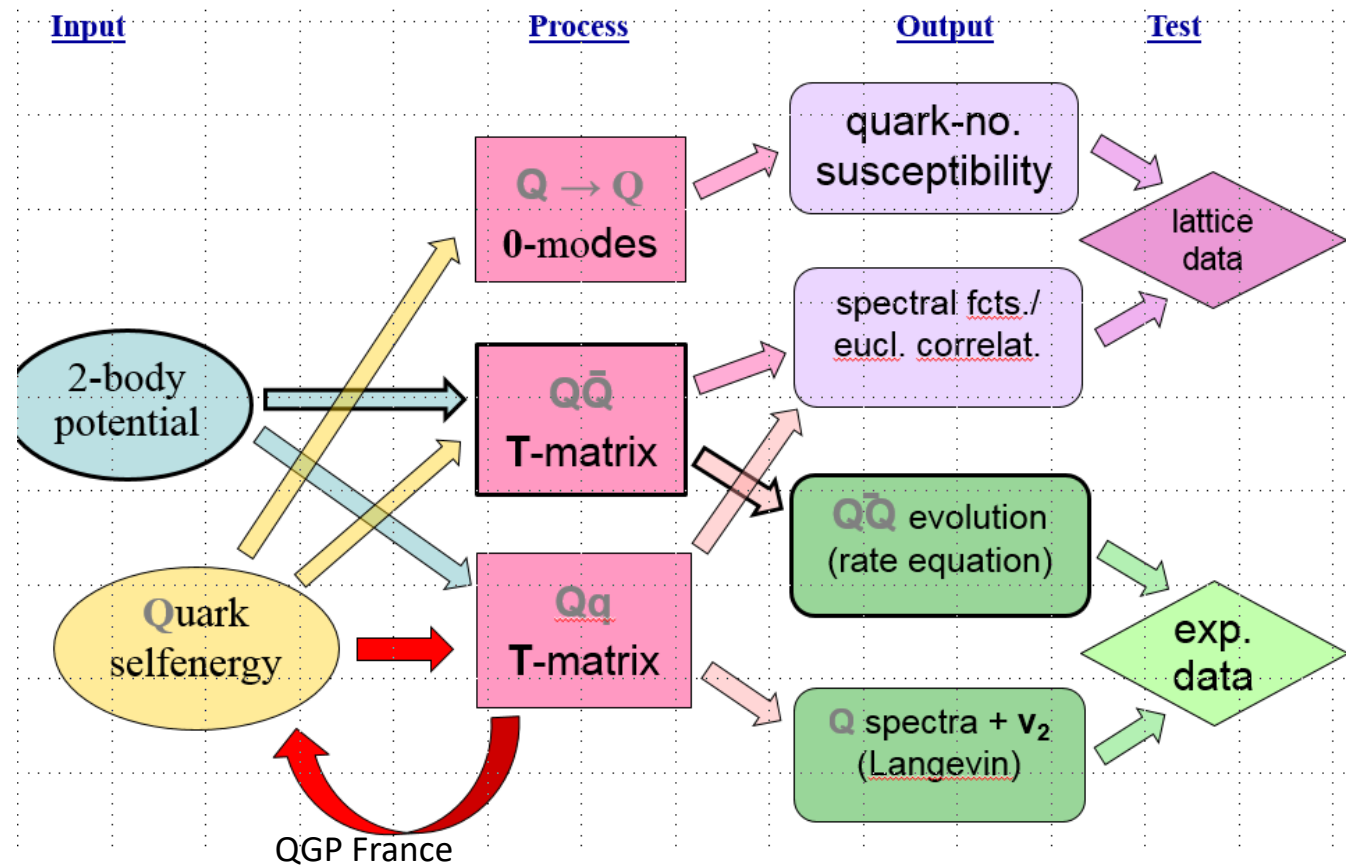 Input
Process
Output
Test
2-body
potential
Quark
selfenergy
Q → Q
0-modes
QQ̄
T-matrix
Qq
T-matrix
quark-no.
susceptibility
spectral fcts./
eucl. correlat.
QQ̄ evolution
(rate equation)
Q spectra + v₂
(Langevin)
lattice
data
exp.
data
QGP France